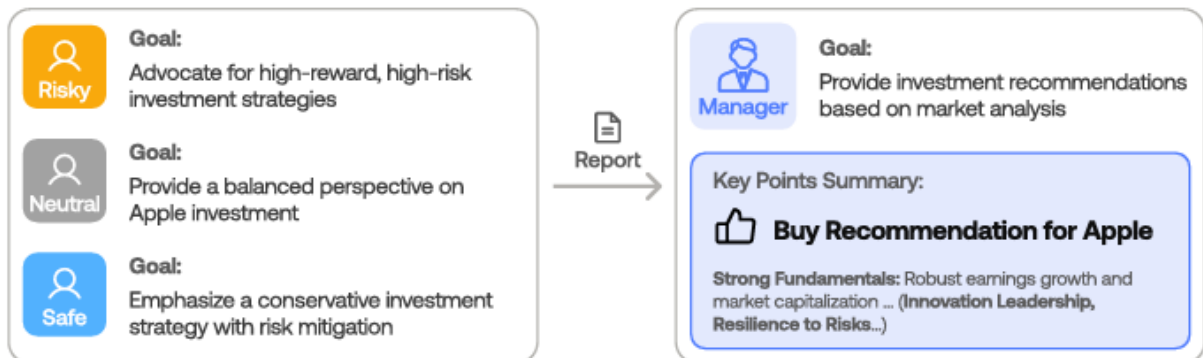 Risky
Goal:
Advocate for high-reward, high-risk
investment strategies
Neutral
Goal:
Provide a balanced perspective on
Apple investment
Safe
Goal:
Emphasize a conservative investment
strategy with risk mitigation
Report
Manager
Goal:
Provide investment recommendations
based on market analysis
Key Points Summary:
Buy Recommendation for Apple
Strong Fundamentals: Robust earnings growth and
market capitalization ... (Innovation Leadership,
Resilience to Risks...)